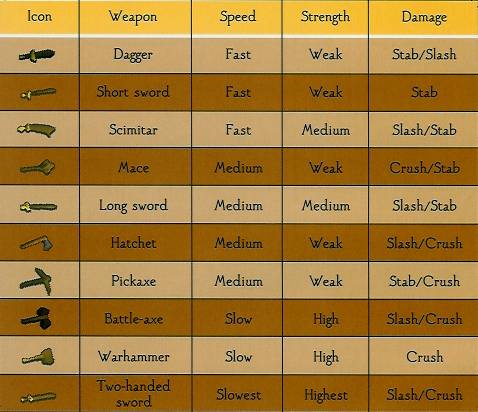 Icon Weapon Speed Strength Damage
Dagger Fast Weak Stab/Slash
Short sword Fast Weak Stab
Scimitar Fast Medium Slash/Stab
Mace Medium Weak Crush/Stab
Long sword Medium Medium Slash/Stab
Hatchet Medium Weak Slash/Crush
Pickaxe Medium Weak Stab/Crush
Battle-axe Slow High Slash/Crush
Warhammer Slow High Crush
Two-handed
sword Slowest Highest Slash/Crush